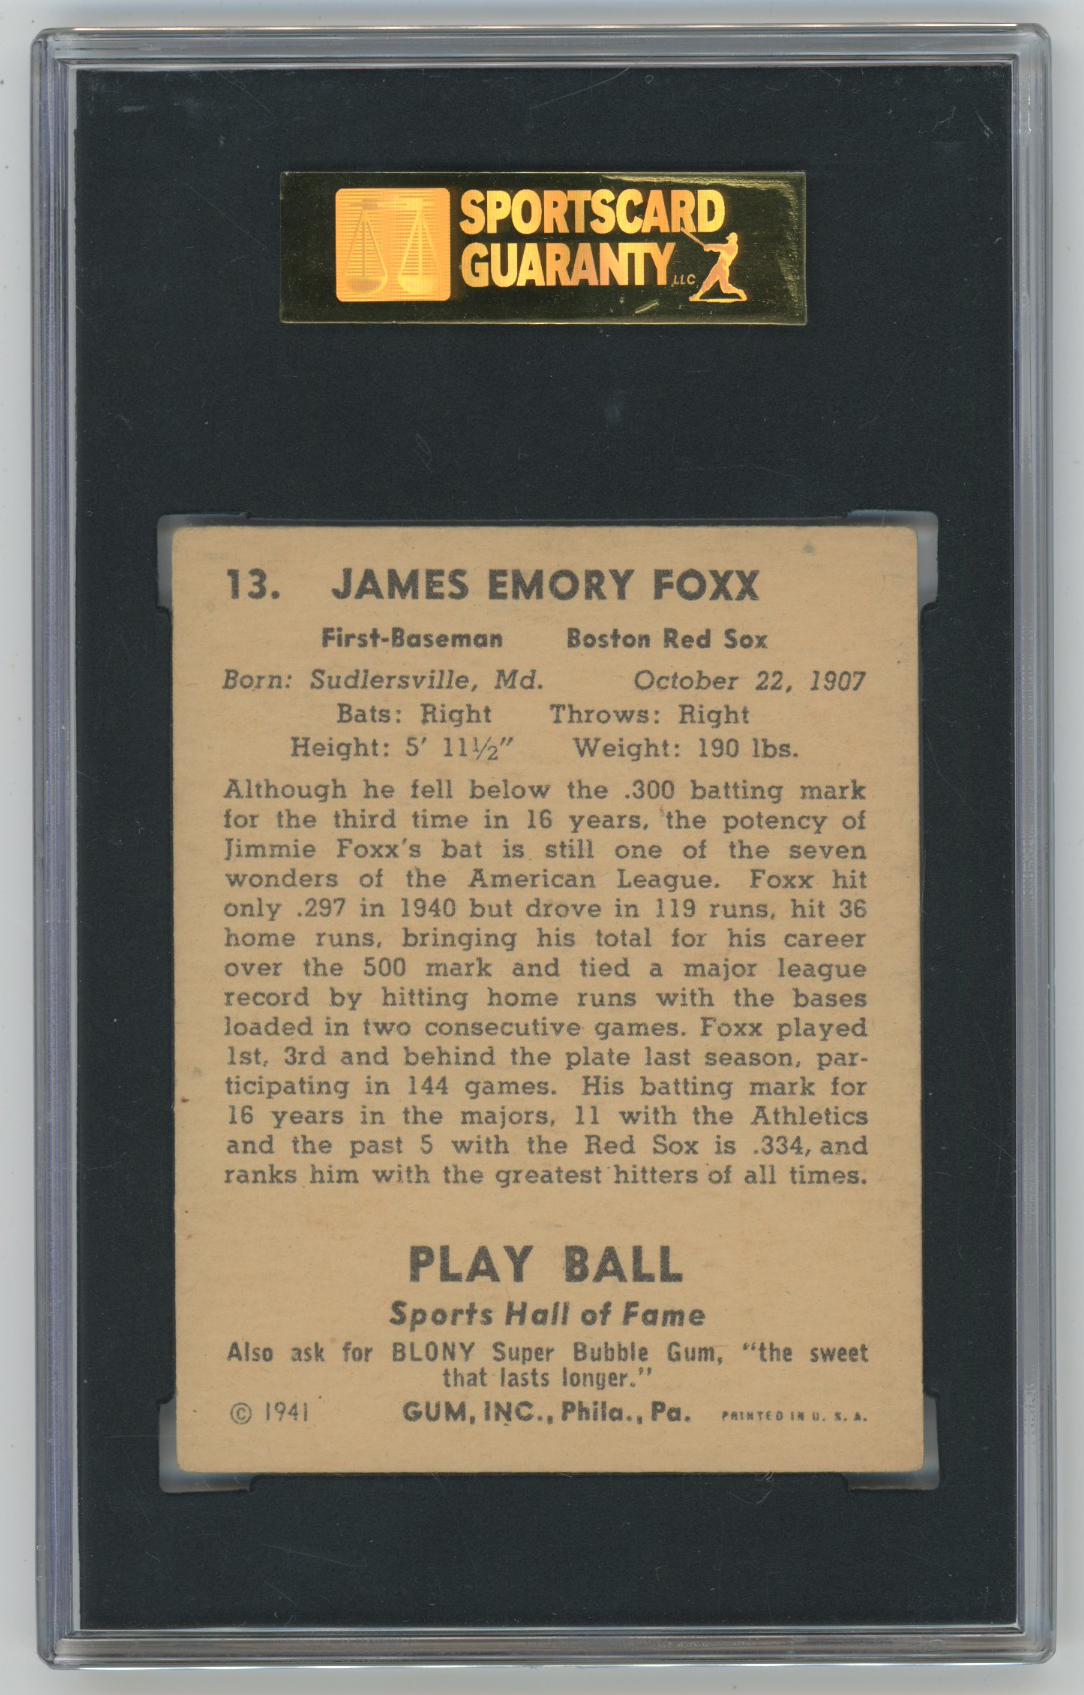 SPORTSCARD
GUARANTY LLC
13. JAMES EMORY FOXX
First-Baseman Boston Red Sox
Born: Sudlersville, Md. October 22, 1907
Bats: Right Throws: Right
Height: 5' 11½" Weight: 190 lbs.
Although he fell below the .300 batting mark
for the third time in 16 years, the potency of
Jimmie Foxx's bat is still one of the seven
wonders of the American League. Foxx hit
only .297 in 1940 but drove in 119 runs, hit 36
home runs, bringing his total for his career
over the 500 mark and tied a major league
record by hitting home runs with the bases
loaded in two consecutive games. Foxx played
1st, 3rd and behind the plate last season, par-
ticipating in 144 games. His batting mark for
16 years in the majors, 11 with the Athletics
and the past 5 with the Red Sox is .334, and
ranks him with the greatest hitters of all times.
PLAY BALL
Sports Hall of Fame
Also ask for BLONY Super Bubble Gum, "the sweet
that lasts longer."
© 1941 GUM, INC., Phila., Pa. PRINTED IN U. S. A.